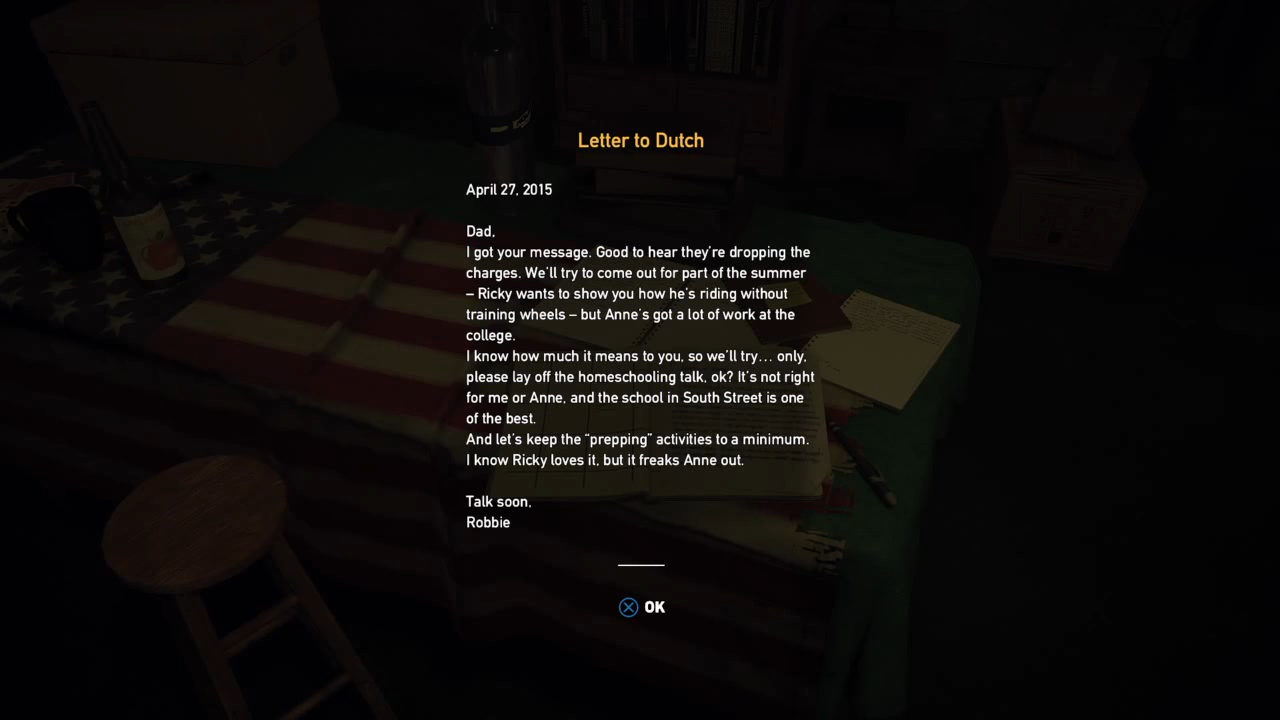 Letter to Dutch
April 27, 2015
Dad,
I got your message. Good to hear they're dropping the
charges. We'll try to come out for part of the summer
– Ricky wants to show you how he's riding without
training wheels – but Anne's got a lot of work at the
college.
I know how much it means to you, so we'll try... only,
please lay off the homeschooling talk, ok? It's not right
for me or Anne, and the school in South Street is one
of the best.
And let's keep the "prepping" activities to a minimum.
I know Ricky loves it, but it freaks Anne out.
Talk soon,
Robbie
OK